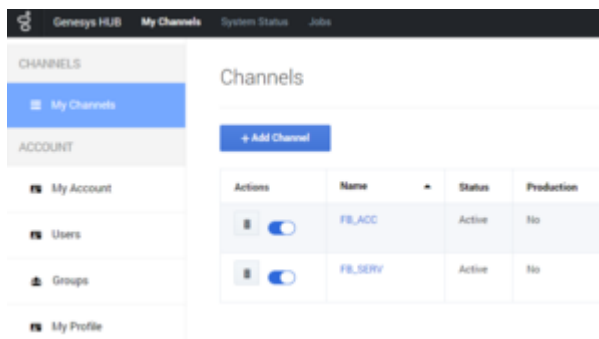 Genesys HUB My Channels System Status Jobs
CHANNELS
My Channels
ACCOUNT
My Account
Users
Groups
My Profile
Channels
+ Add Channel
Actions Name Status Production
FB_ACC Active No
FB_SERV Active No